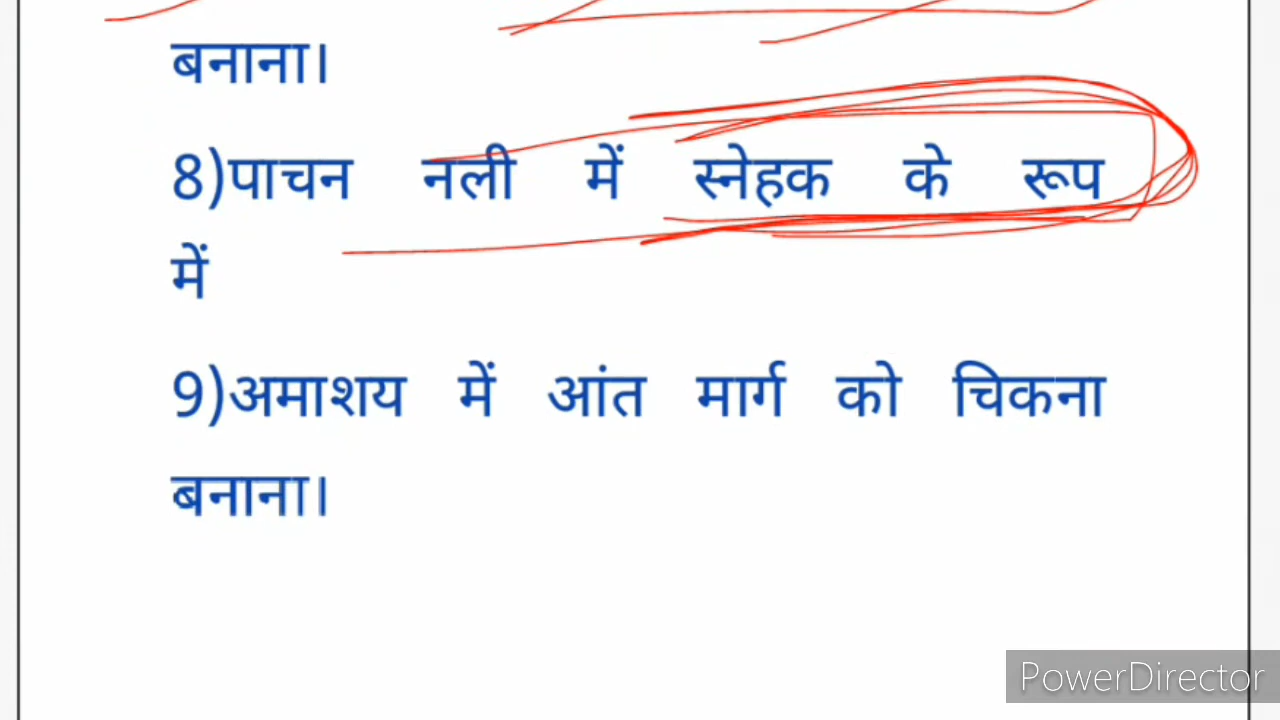 बनाना।
8)पाचन नली में स्नेहक के रूप
में
9)अमाशय में आंत मार्ग को चिकना
बनाना।
PowerDirector